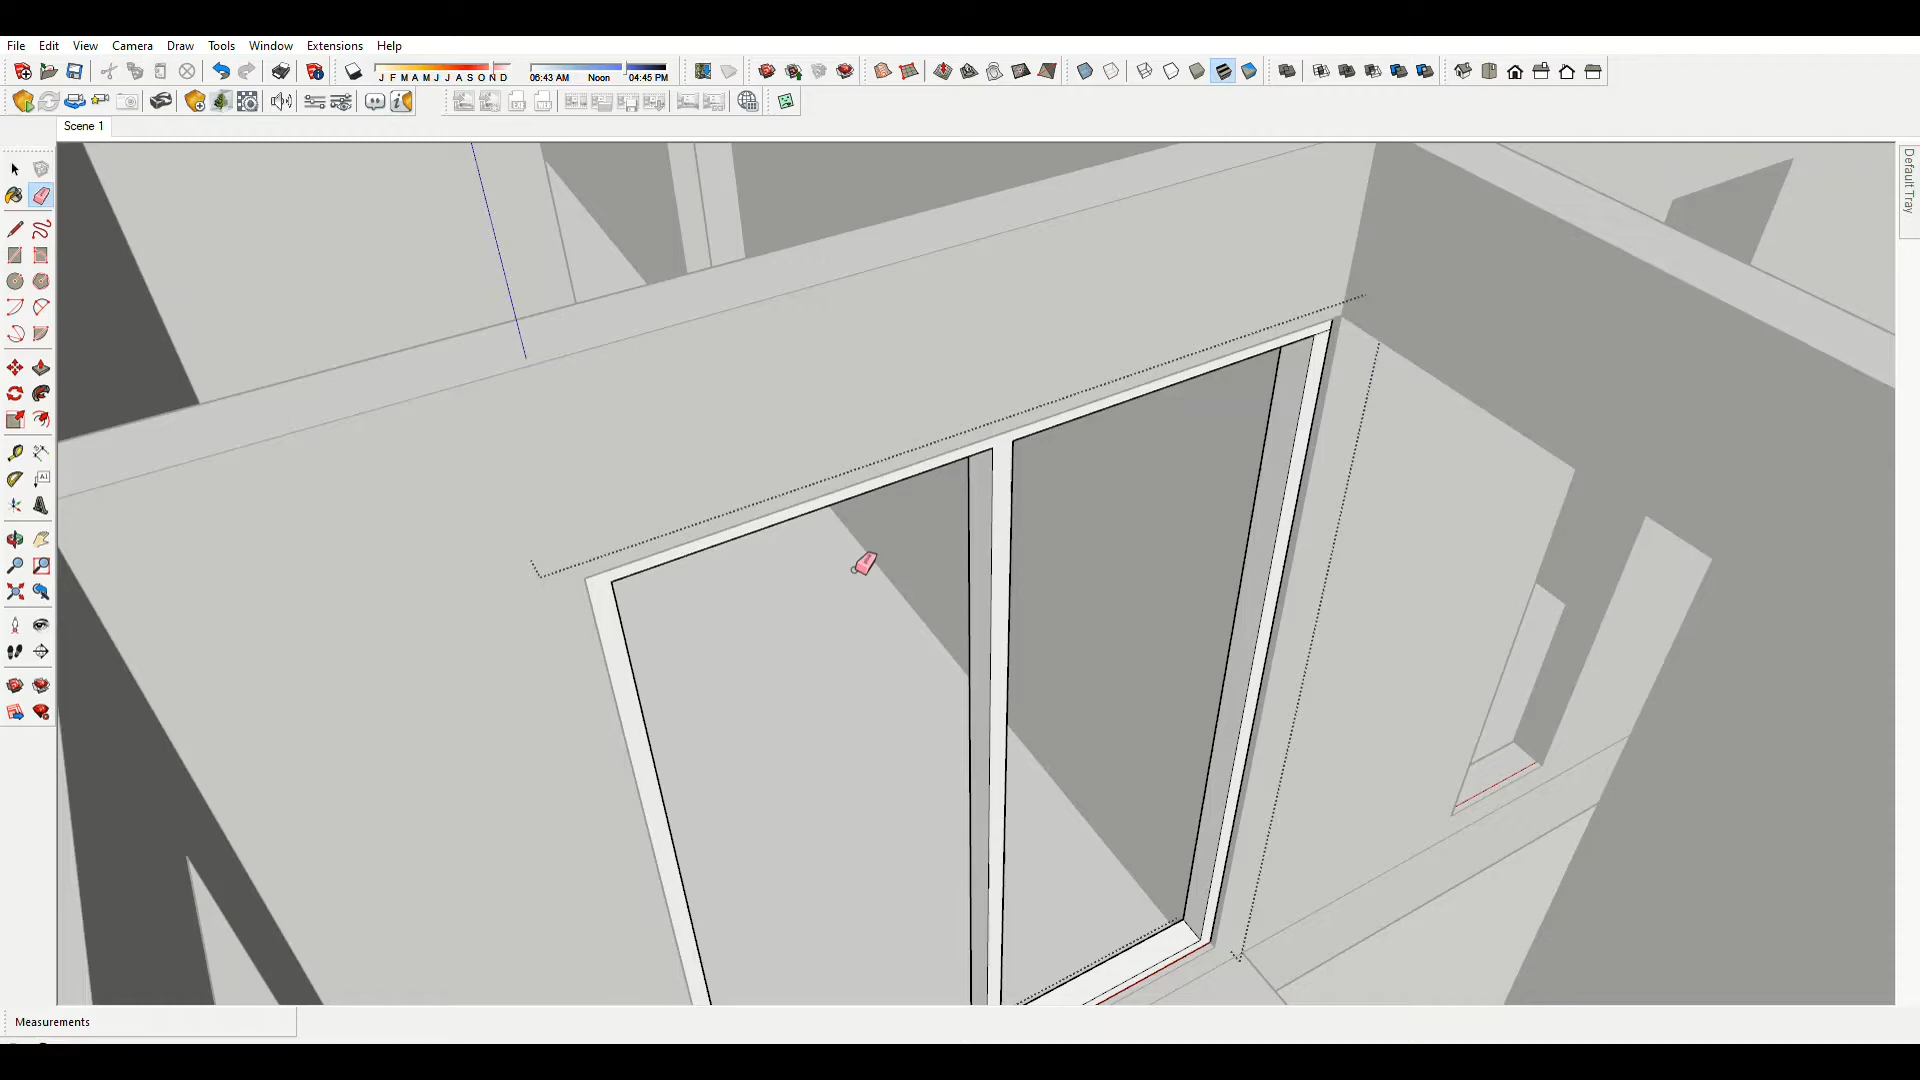 File Edit View Camera Draw Tools Window Extensions Help
J F M A M J J A S O N D
06:43 AM Noon 04:45 PM
Scene 1
Default Tray
Measurements